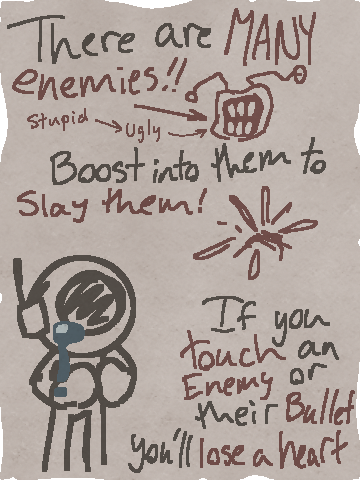 There are MANY
enemies!!
Stupid
Ugly
Boost into them to
Slay them!
If you
touch an
Enemy or
their Bullet
you'll lose a heart